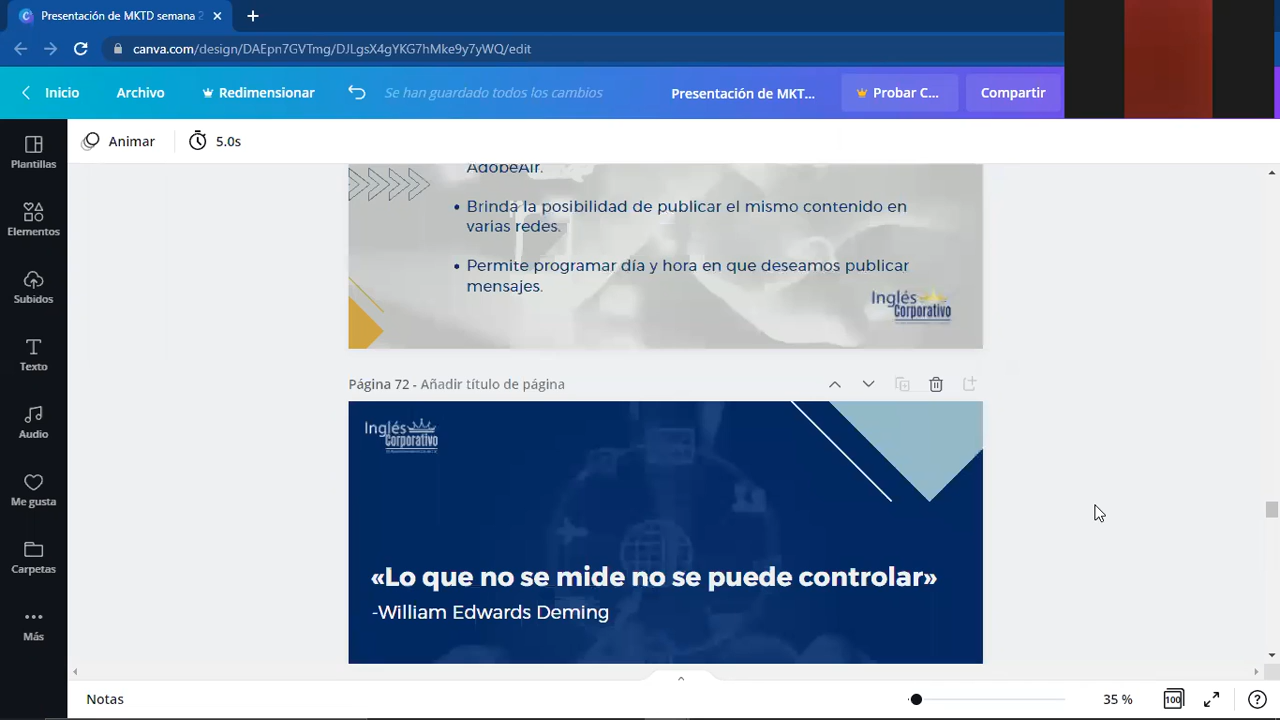 Presentación de MKTD semana 2
canva.com/design/DAEpn7GVTmg/DJLgsX4gYKG7hMke9y7yWQ/edit
Inicio
Archivo
Redimensionar
Se han guardado todos los cambios
Presentación de MKT...
Probar C...
Compartir
Animar
5.0s
Plantillas
Elementos
Subidos
Texto
Audio
Me gusta
Carpetas
Más
AdobeAir.
• Brinda la posibilidad de publicar el mismo contenido en
varias redes.
• Permite programar día y hora en que deseamos publicar
mensajes.
Inglés
Corporativo
Página 72 - Añadir título de página
Inglés
Corporativo
«Lo que no se mide no se puede controlar»
-William Edwards Deming
Notas
35 %
100